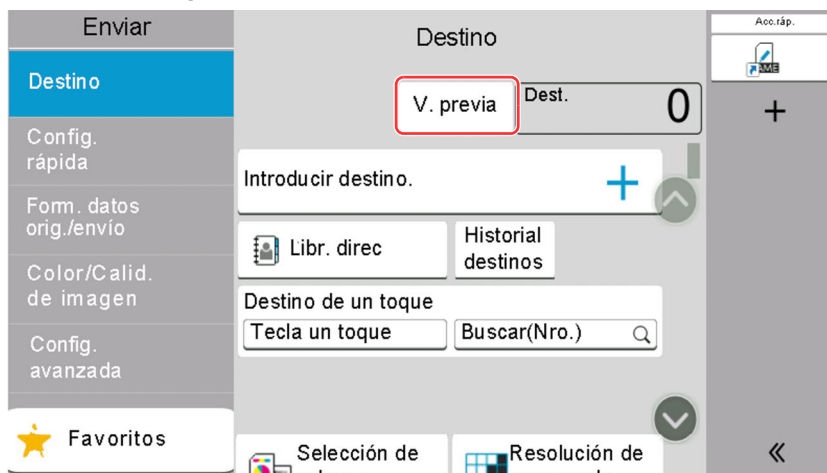 Enviar
Destino
Config.
rápida
Form. datos
orig./envío
Color/Calid.
de imagen
Config.
avanzada
Favoritos
Destino
V. previa
Dest.
0
Introducir destino.
Libr. direc
Historial
destinos
Destino de un toque
Tecla un toque
Buscar(Nro.)
Selección de
Resolución de
Acc.ráp.